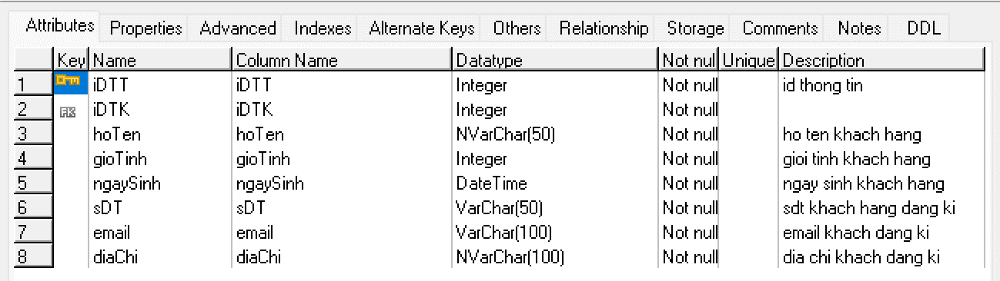 Attributes Properties Advanced Indexes Alternate Keys Others Relationship Storage Comments Notes DDL
Key Name Column Name Datatype Not nul Unique Description
1 iDTT iDTT Integer Not null id thong tin
2 FK iDTK iDTK Integer Not null
3 hoTen hoTen NVarChar(50) Not null ho ten khach hang
4 gioTinh gioTinh Integer Not null gioi tinh khach hang
5 ngaySinh ngaySinh DateTime Not null ngay sinh khach hang
6 sDT sDT VarChar(50) Not null sdt khach hang dang ki
7 email email VarChar(100) Not null email khach dang ki
8 diaChi diaChi NVarChar(100) Not null dia chi khach dang ki